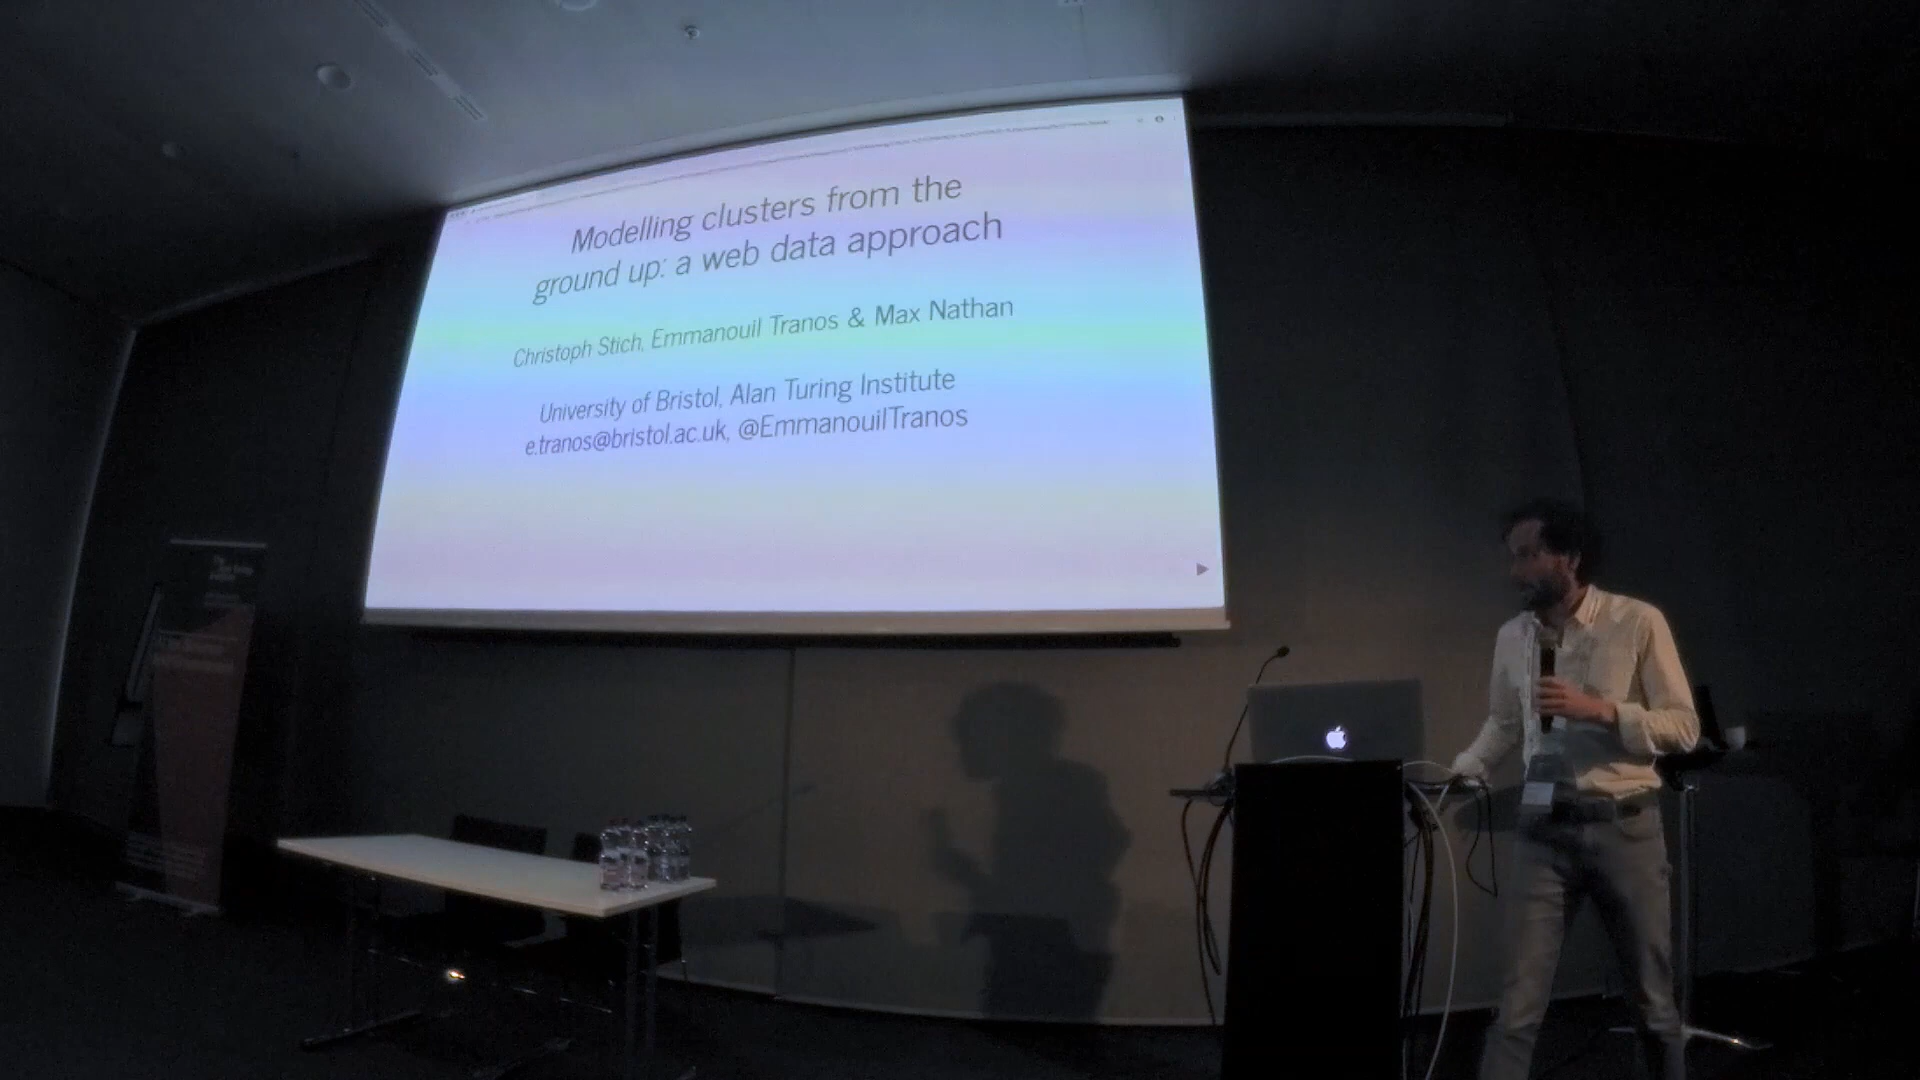 Modelling clusters from the
ground up: a web data approach
Christoph Stich, Emmanouil Tranos & Max Nathan
University of Bristol, Alan Turing Institute
e.tranos@bristol.ac.uk, @EmmanouilTranos